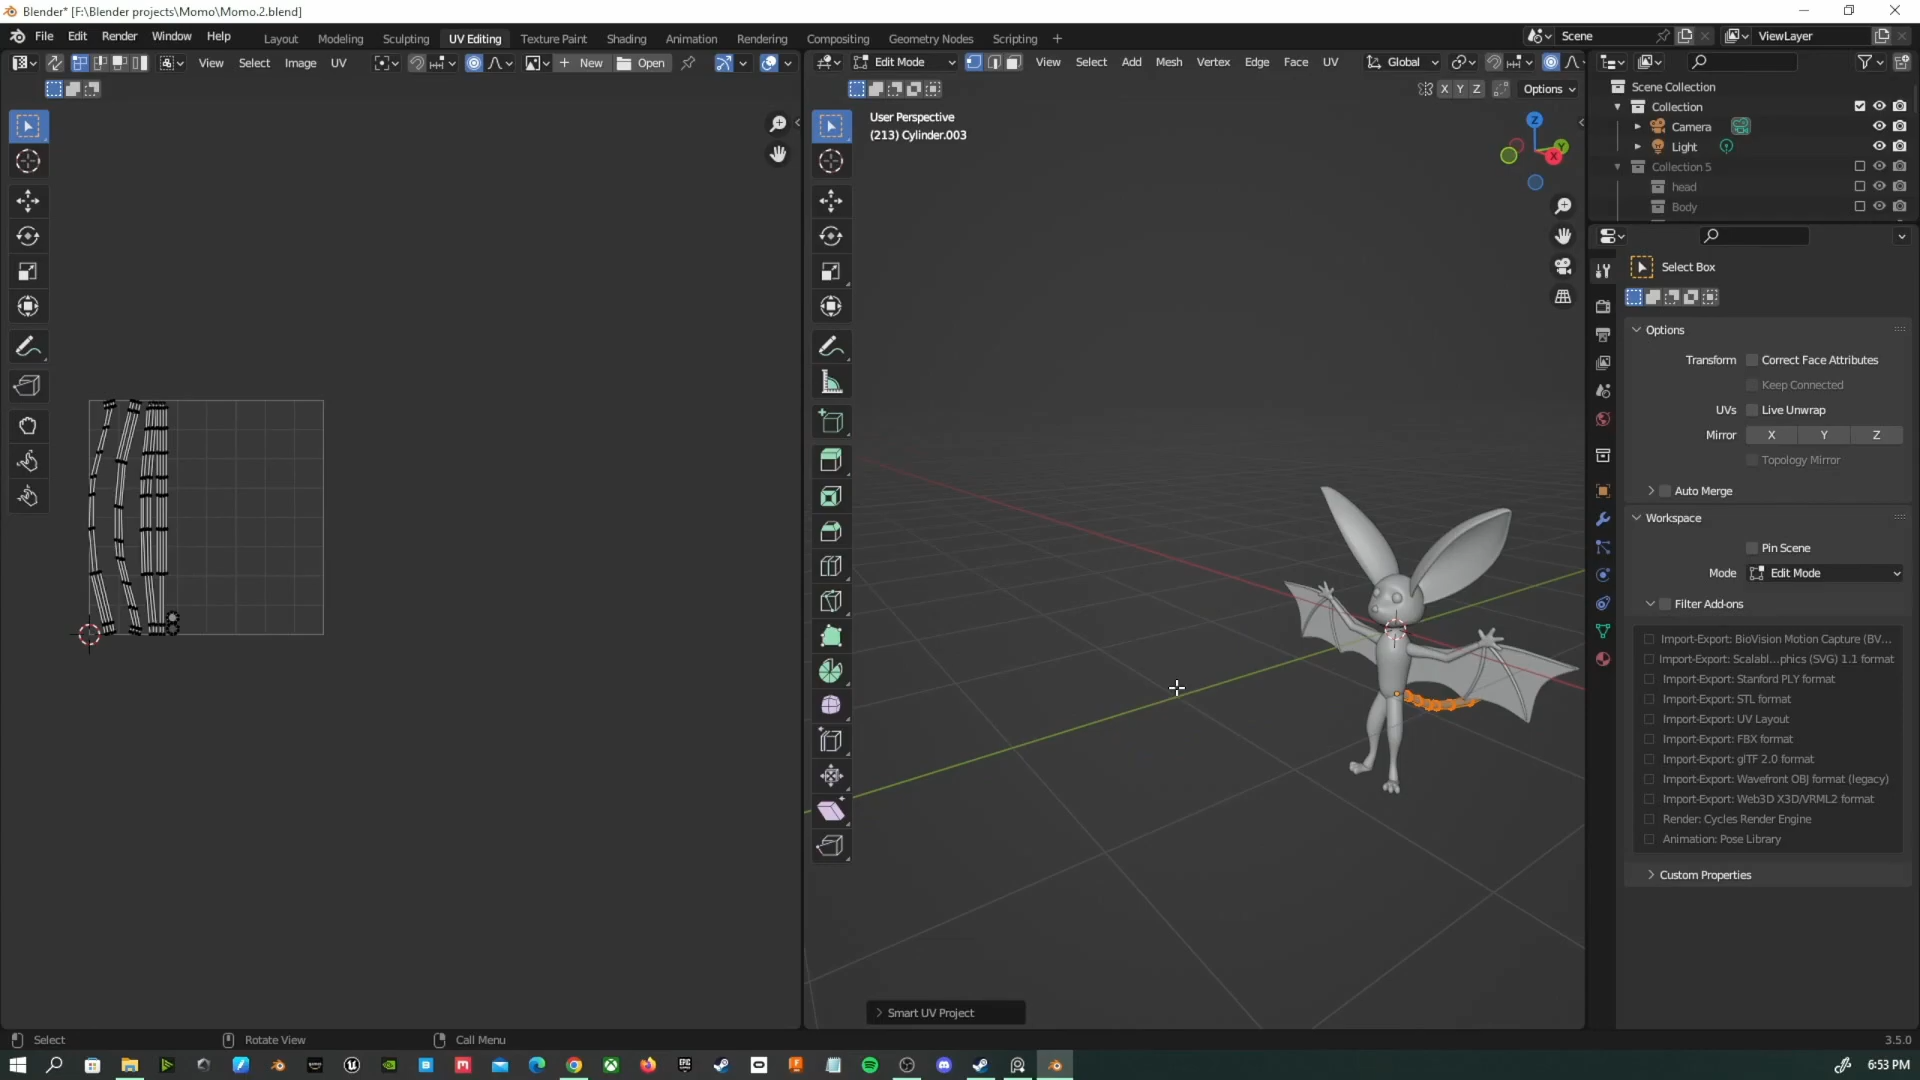 Blender* [F:\Blender projects\Momo\Momo.2.blend]
File Edit Render Window Help
Layout Modeling Sculpting UV Editing Texture Paint Shading Animation Rendering Compositing Geometry Nodes Scripting +
Scene
ViewLayer
View Select Image UV
New Open
Edit Mode
View Select Add Mesh Vertex Edge Face UV
Global
X Y Z
Options
User Perspective
(213) Cylinder.003
Z
Y
X
Scene Collection
Collection
Camera
Light
Collection 5
head
Body
Select Box
Options
Transform
Correct Face Attributes
Keep Connected
UVs
Live Unwrap
Mirror
X Y Z
Topology Mirror
Auto Merge
Workspace
Pin Scene
Mode
Edit Mode
Filter Add-ons
Import-Export: BioVision Motion Capture (BV...
Import-Export: Scalabl...phics (SVG) 1.1 format
Import-Export: Stanford PLY format
Import-Export: STL format
Import-Export: UV Layout
Import-Export: FBX format
Import-Export: glTF 2.0 format
Import-Export: Wavefront OBJ format (legacy)
Import-Export: Web3D X3D/VRML2 format
Render: Cycles Render Engine
Animation: Pose Library
Custom Properties
Smart UV Project
Select
Rotate View
Call Menu
3.5.0
6:53 PM